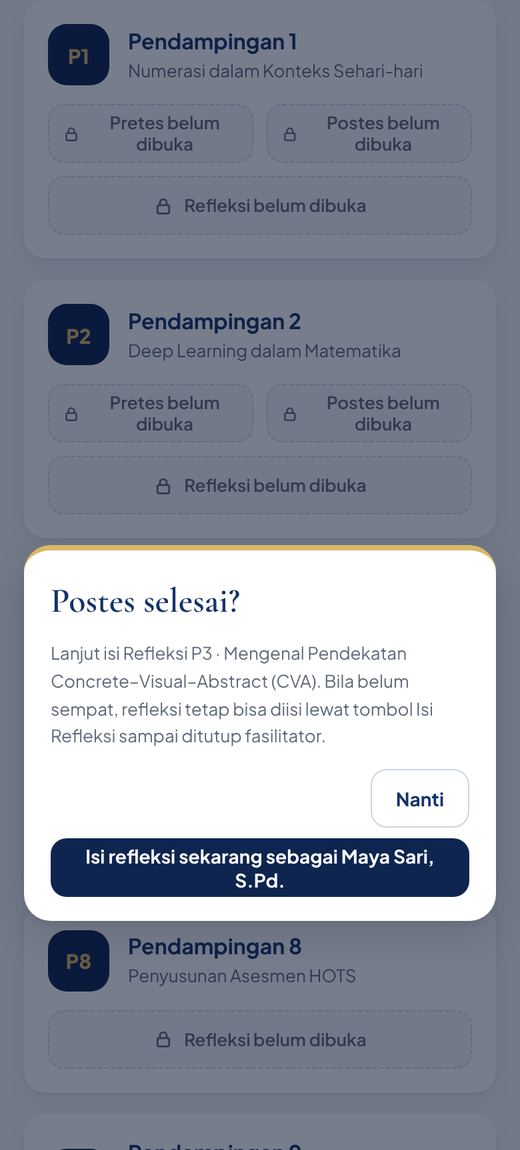 P1
Pendampingan 1
Numerasi dalam Konteks Sehari-hari
Pretes belum
dibuka
Postes belum
dibuka
Refleksi belum dibuka
P2
Pendampingan 2
Deep Learning dalam Matematika
Pretes belum
dibuka
Postes belum
dibuka
Refleksi belum dibuka
Postes selesai?
Lanjut isi Refleksi P3 · Mengenal Pendekatan
Concrete–Visual–Abstract (CVA). Bila belum
sempat, refleksi tetap bisa diisi lewat tombol Isi
Refleksi sampai ditutup fasilitator.
Nanti
Isi refleksi sekarang sebagai Maya Sari,
S.Pd.
P8
Pendampingan 8
Penyusunan Asesmen HOTS
Refleksi belum dibuka